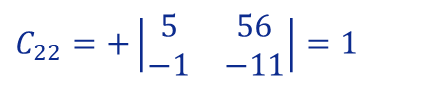 C₂₂ = + |5 56| = 1
|−1 −11|